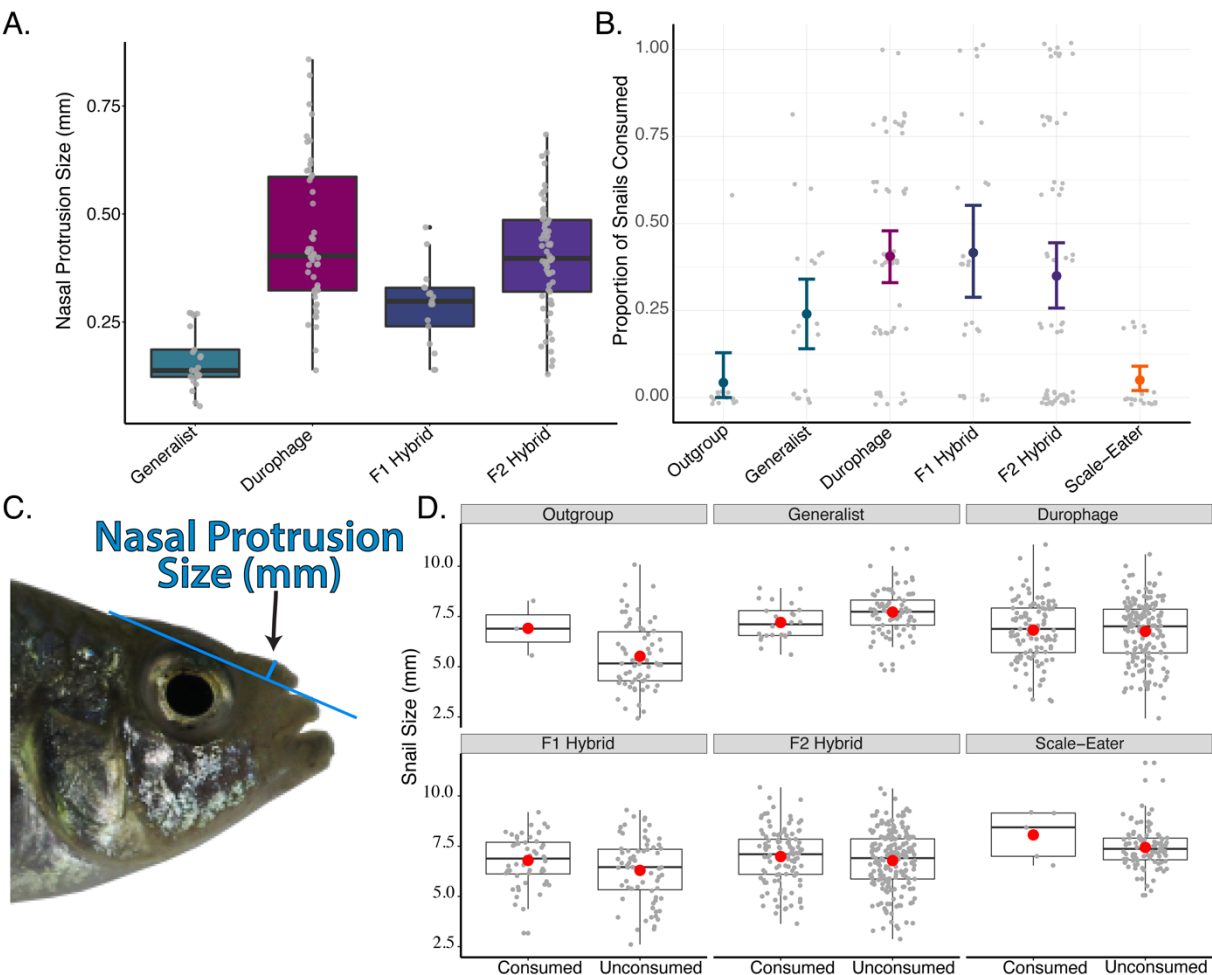 A.
Nasal Protrusion Size (mm)
0.75
0.50
0.25
Generalist
Durophage
F1 Hybrid
F2 Hybrid
B.
Proportion of Snails Consumed
1.00
0.75
0.50
0.25
0.00
Outgroup
Generalist
Durophage
F1 Hybrid
F2 Hybrid
Scale-Eater
C.
Nasal Protrusion
Size (mm)
D.
Snail Size (mm)
Outgroup Generalist Durophage
10.0
7.5
5.0
2.5
F1 Hybrid F2 Hybrid Scale-Eater
10.0
7.5
5.0
2.5
Consumed Unconsumed Consumed Unconsumed Consumed Unconsumed